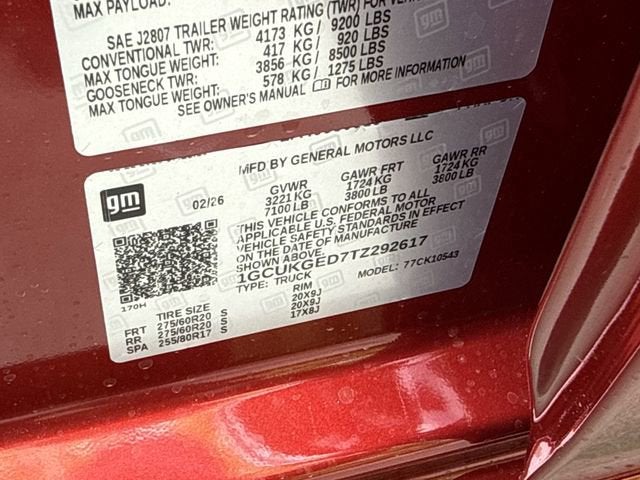 MAX PAYLOAD:
SAE J2807 TRAILER WEIGHT RATING (TWR) FOR
CONVENTIONAL TWR: 4173 KG / 9200 LBS
MAX TONGUE WEIGHT: 417 KG / 920 LBS
GOOSENECK TWR: 3856 KG / 8500 LBS
MAX TONGUE WEIGHT: 578 KG / 1275 LBS
SEE OWNER'S MANUAL FOR MORE INFORMATION
gm
02/26
MFD BY GENERAL MOTORS LLC
GVWR GAWR FRT GAWR RR
3221 KG 1724 KG 1724 KG
7100 LB 3800 LB 3800 LB
THIS VEHICLE CONFORMS TO ALL
APPLICABLE U.S. FEDERAL MOTOR
VEHICLE SAFETY STANDARDS IN EFFECT
ON THE DATE OF MANUFACTURE
SHOWN ABOVE.
1GCUKGED7TZ292617
TYPE: TRUCK MODEL: 77CK10543
170H
TIRE SIZE RIM
FRT 275/60R20 S 20X9J
RR 275/60R20 S 20X9J
SPA 255/80R17 S 17X8J